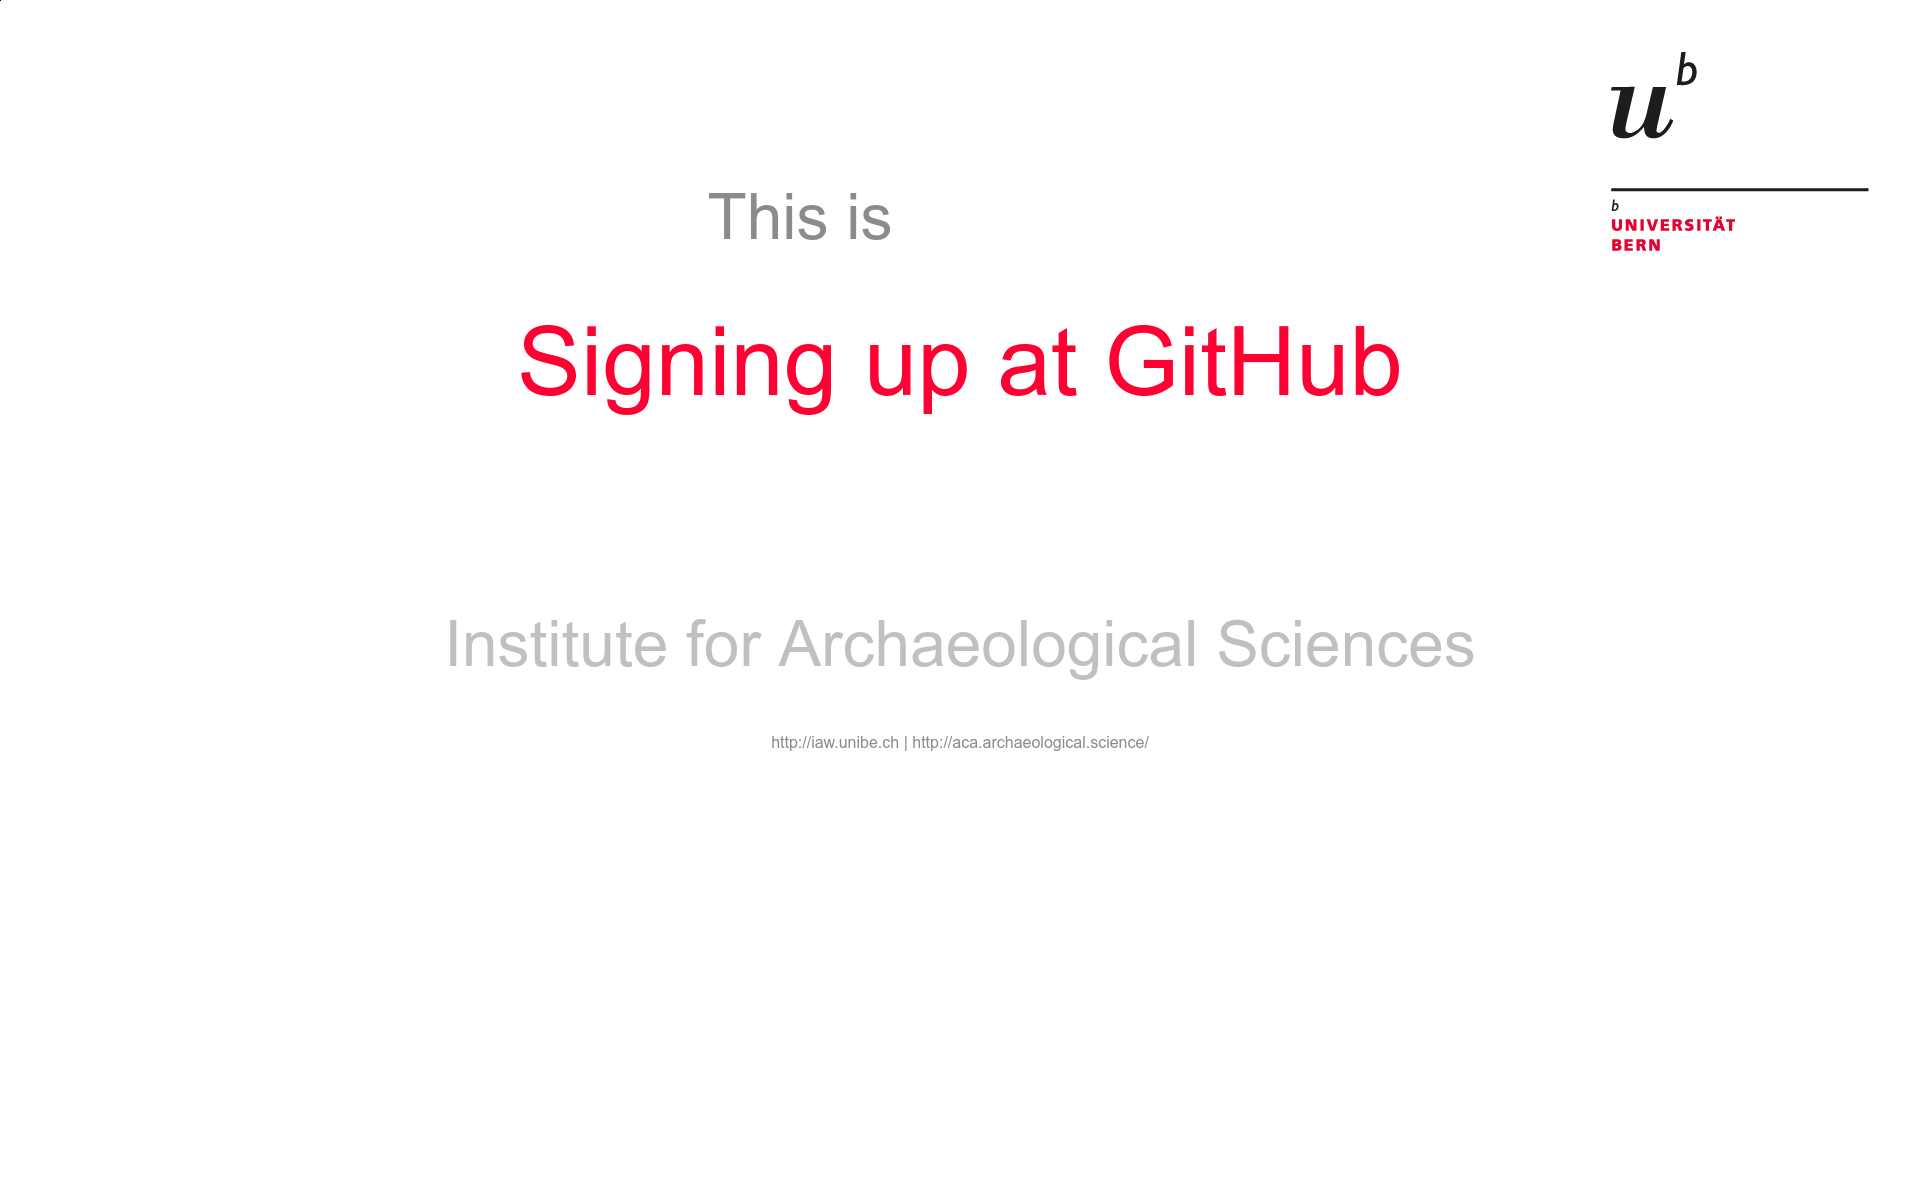 u b
This is
b
UNIVERSITÄT
BERN
Signing up at GitHub
Institute for Archaeological Sciences
http://iaw.unibe.ch | http://aca.archaeological.science/